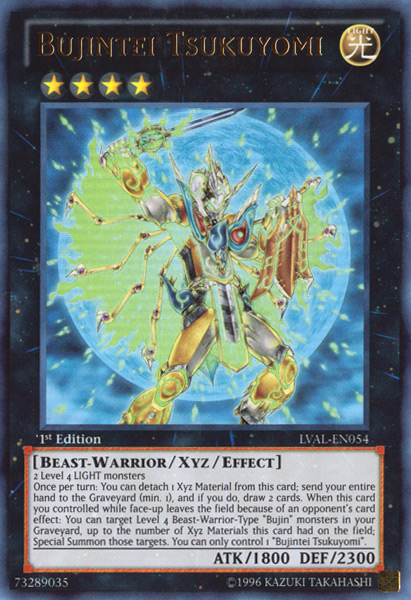 Bujintei Tsukuyomi
LIGHT
光
1st Edition
LVAL-EN054
[Beast-Warrior/Xyz/Effect]
2 Level 4 LIGHT monsters
Once per turn: You can detach 1 Xyz Material from this card; send your entire
hand to the Graveyard (min. 1), and if you do, draw 2 cards. When this card
you controlled while face-up leaves the field because of an opponent's card
effect: You can target Level 4 Beast-Warrior-Type "Bujin" monsters in your
Graveyard, up to the number of Xyz Materials this card had on the field;
Special Summon those targets. You can only control 1 "Bujintei Tsukuyomi".
ATK/1800 DEF/2300
73289035
©1996 KAZUKI TAKAHASHI